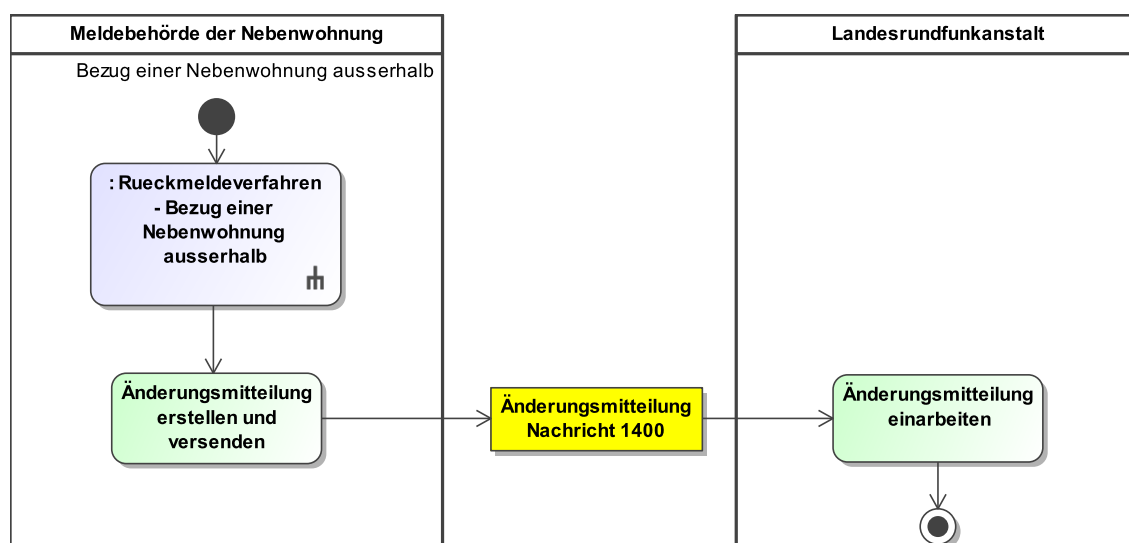 Meldebehörde der Nebenwohnung
Landesrundfunkanstalt
Bezug einer Nebenwohnung ausserhalb
: Rueckmeldeverfahren
- Bezug einer
Nebenwohnung
ausserhalb
Änderungsmitteilung
erstellen und
versenden
Änderungsmitteilung
Nachricht 1400
Änderungsmitteilung
einarbeiten